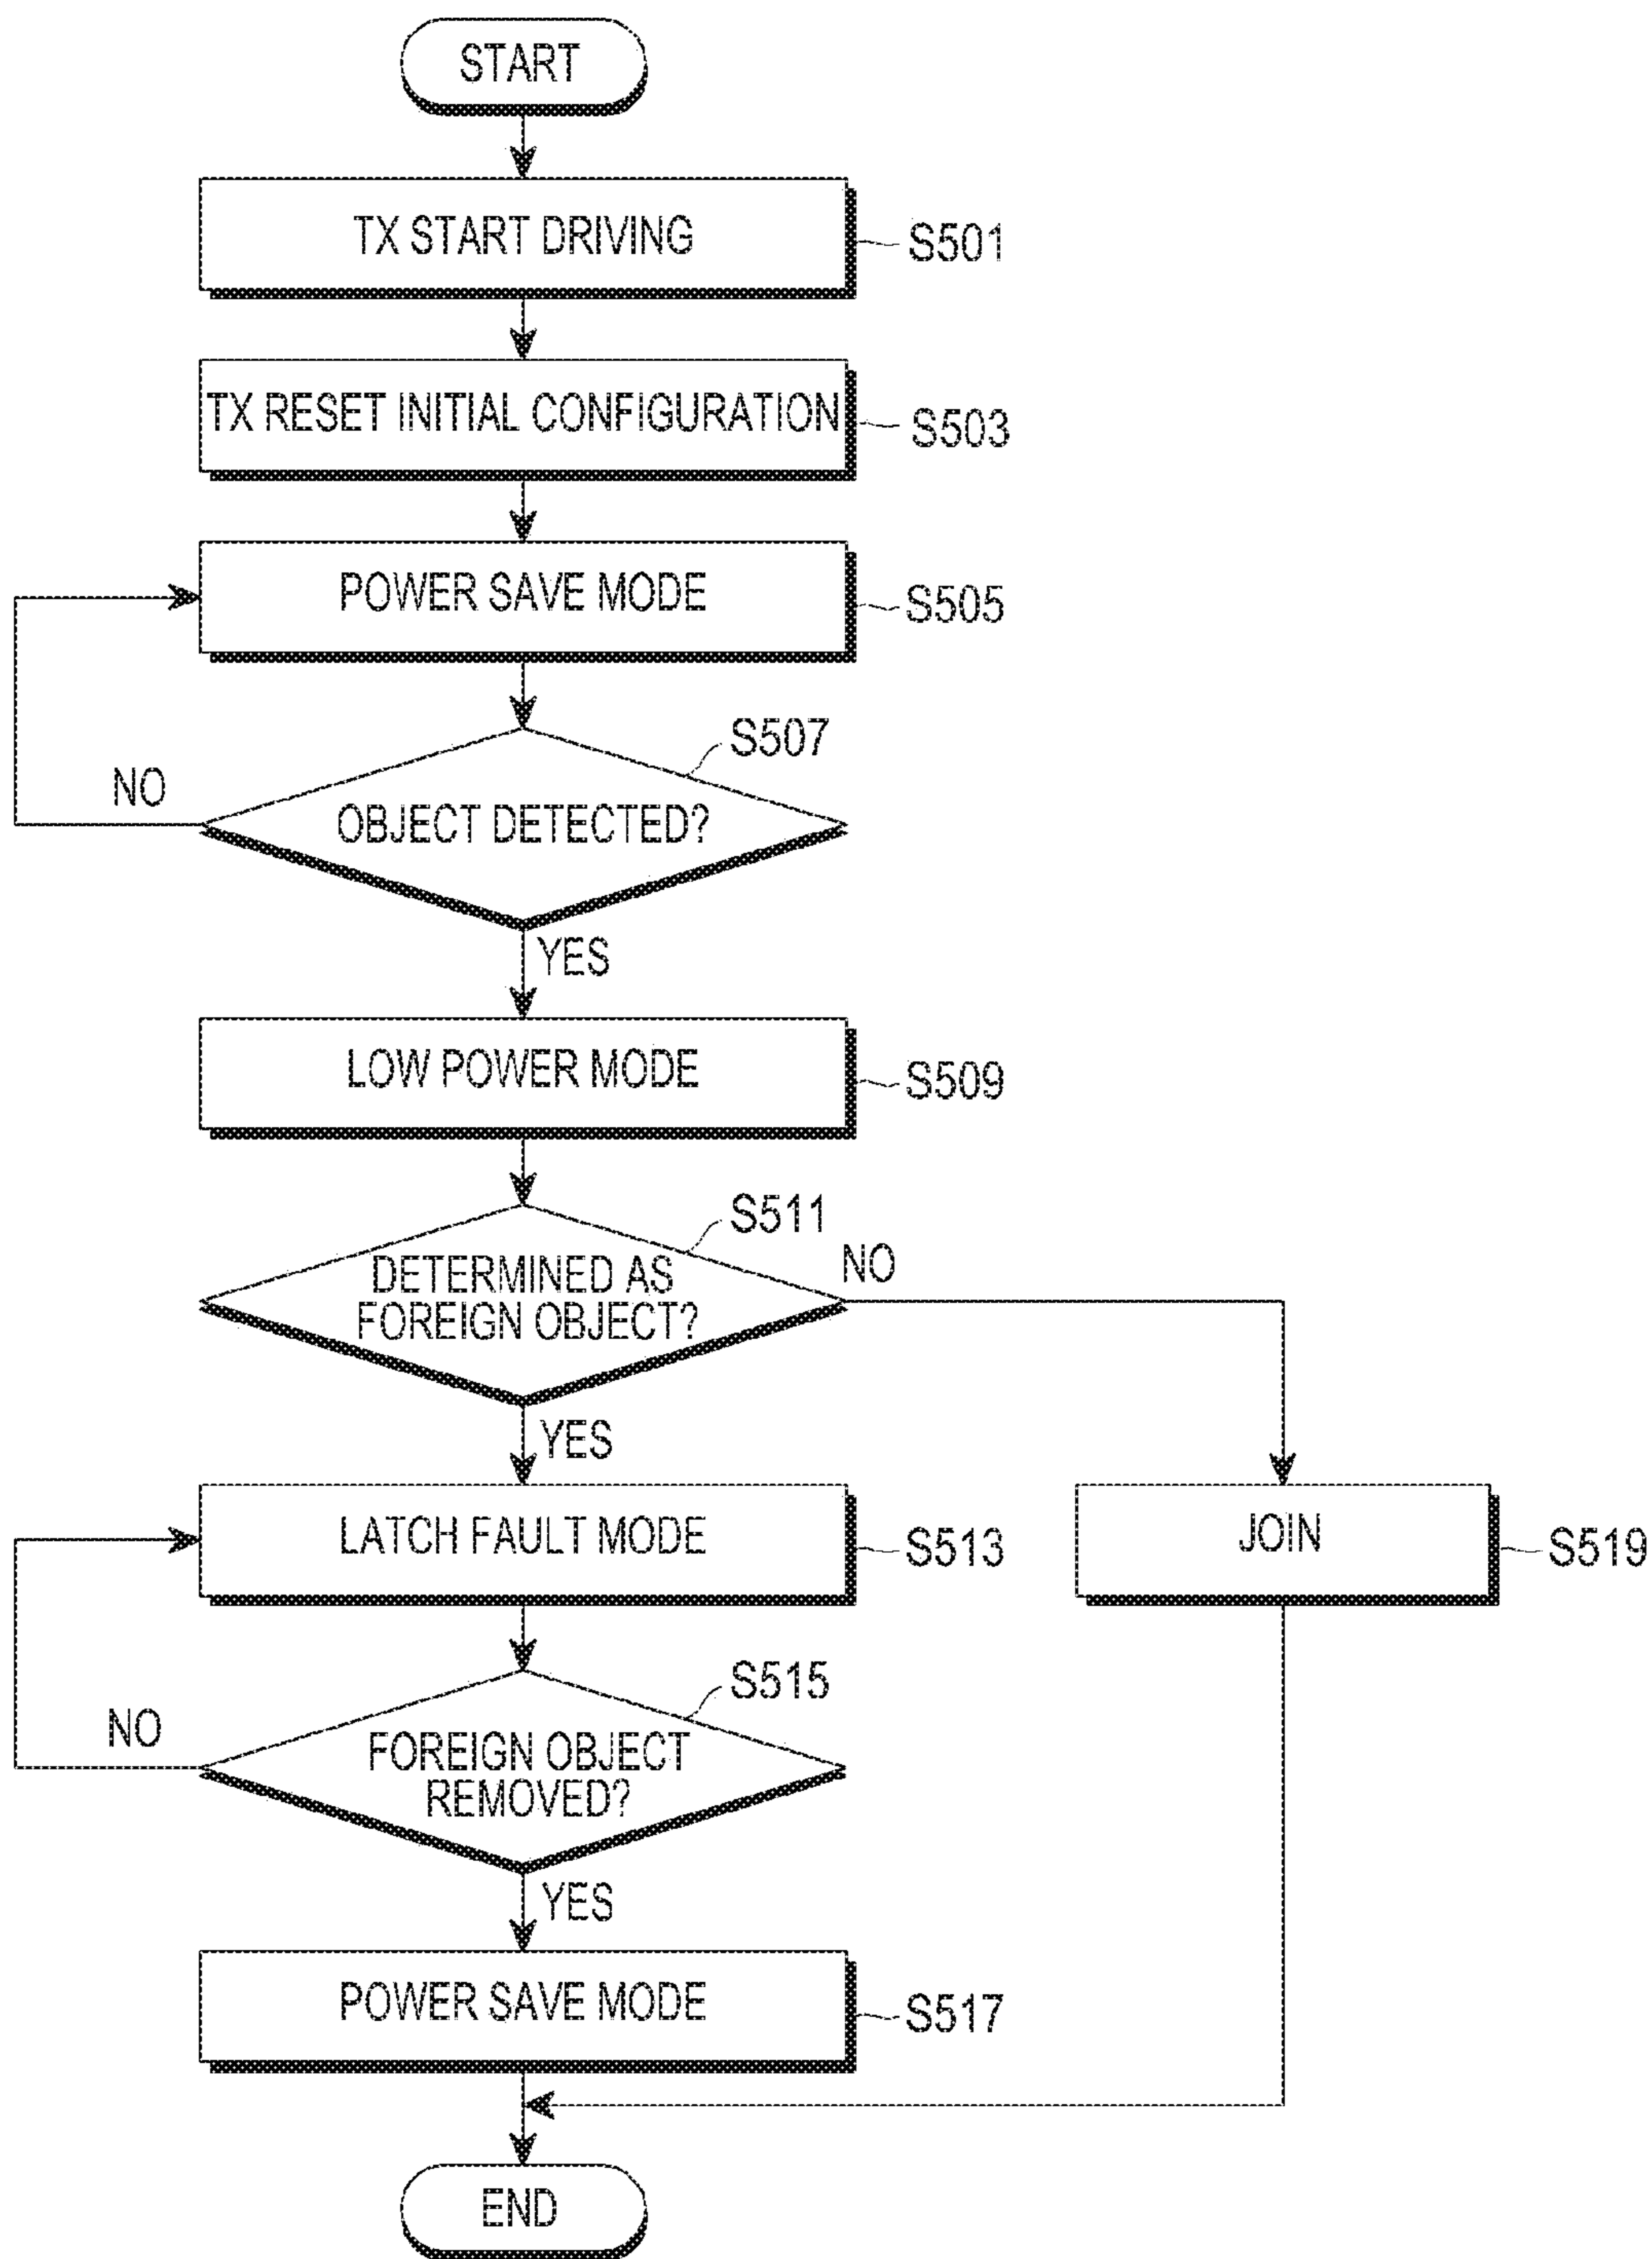 START
TX START DRIVING
S501
TX RESET INITIAL CONFIGURATION
S503
POWER SAVE MODE
S505
S507
NO
OBJECT DETECTED?
YES
LOW POWER MODE
S509
S511
NO
DETERMINED AS
FOREIGN OBJECT?
YES
LATCH FAULT MODE
S513
JOIN
S519
S515
NO
FOREIGN OBJECT
REMOVED?
YES
POWER SAVE MODE
S517
END